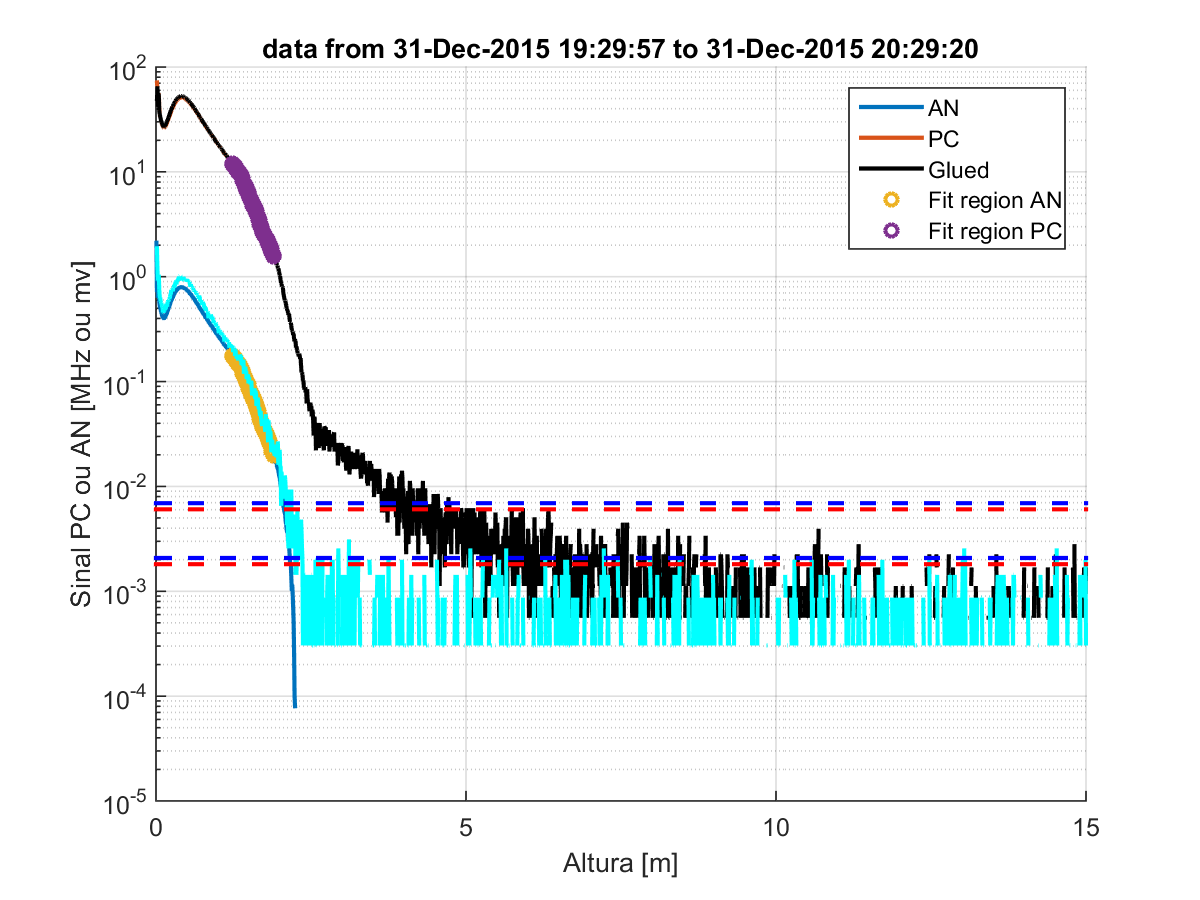 data from 31-Dec-2015 19:29:57 to 31-Dec-2015 20:29:20
AN
PC
Glued
Fit region AN
Fit region PC
Sinal PC ou AN [MHz ou mv]
10^2
10^1
10^0
10^-1
10^-2
10^-3
10^-4
10^-5
0 5 10 15
Altura [m]